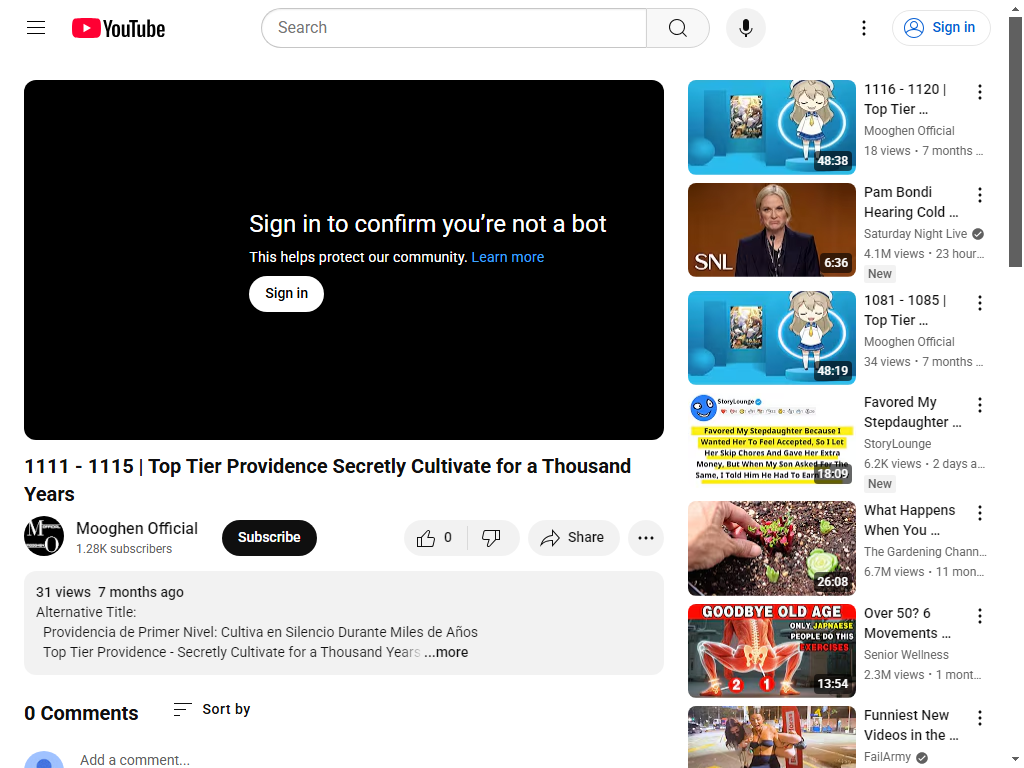 YouTube
Search
Sign in
Sign in to confirm you’re not a bot
This helps protect our community. Learn more
Sign in
1111 - 1115 | Top Tier Providence Secretly Cultivate for a Thousand
Years
Mooghen Official
1.28K subscribers
Subscribe
0
Share
31 views 7 months ago
Alternative Title:
Providencia de Primer Nivel: Cultiva en Silencio Durante Miles de Años
Top Tier Providence - Secretly Cultivate for a Thousand Years ...more
0 Comments
Sort by
Add a comment...
48:38
1116 - 1120 |
Top Tier ...
Mooghen Official
18 views • 7 months ...
SNL
6:36
Pam Bondi
Hearing Cold ...
Saturday Night Live
4.1M views • 23 hour...
New
48:19
1081 - 1085 |
Top Tier ...
Mooghen Official
34 views • 7 months ...
StoryLounge
Favored My Stepdaughter Because I
Wanted Her To Feel Accepted, So I Let
Her Skip Chores And Gave Her Extra
Money, But When My Son Asked For The
Same, I Told Him He Had To Earn
18:09
Favored My
Stepdaughter ...
StoryLounge
6.2K views • 2 days a...
New
26:08
What Happens
When You ...
The Gardening Chann...
6.7M views • 11 mon...
GOODBYE OLD AGE
ONLY JAPNAESE
PEOPLE DO THIS
EXERCISES
2 1
13:54
Over 50? 6
Movements ...
Senior Wellness
2.3M views • 1 mont...
Funniest New
Videos in the ...
FailArmy